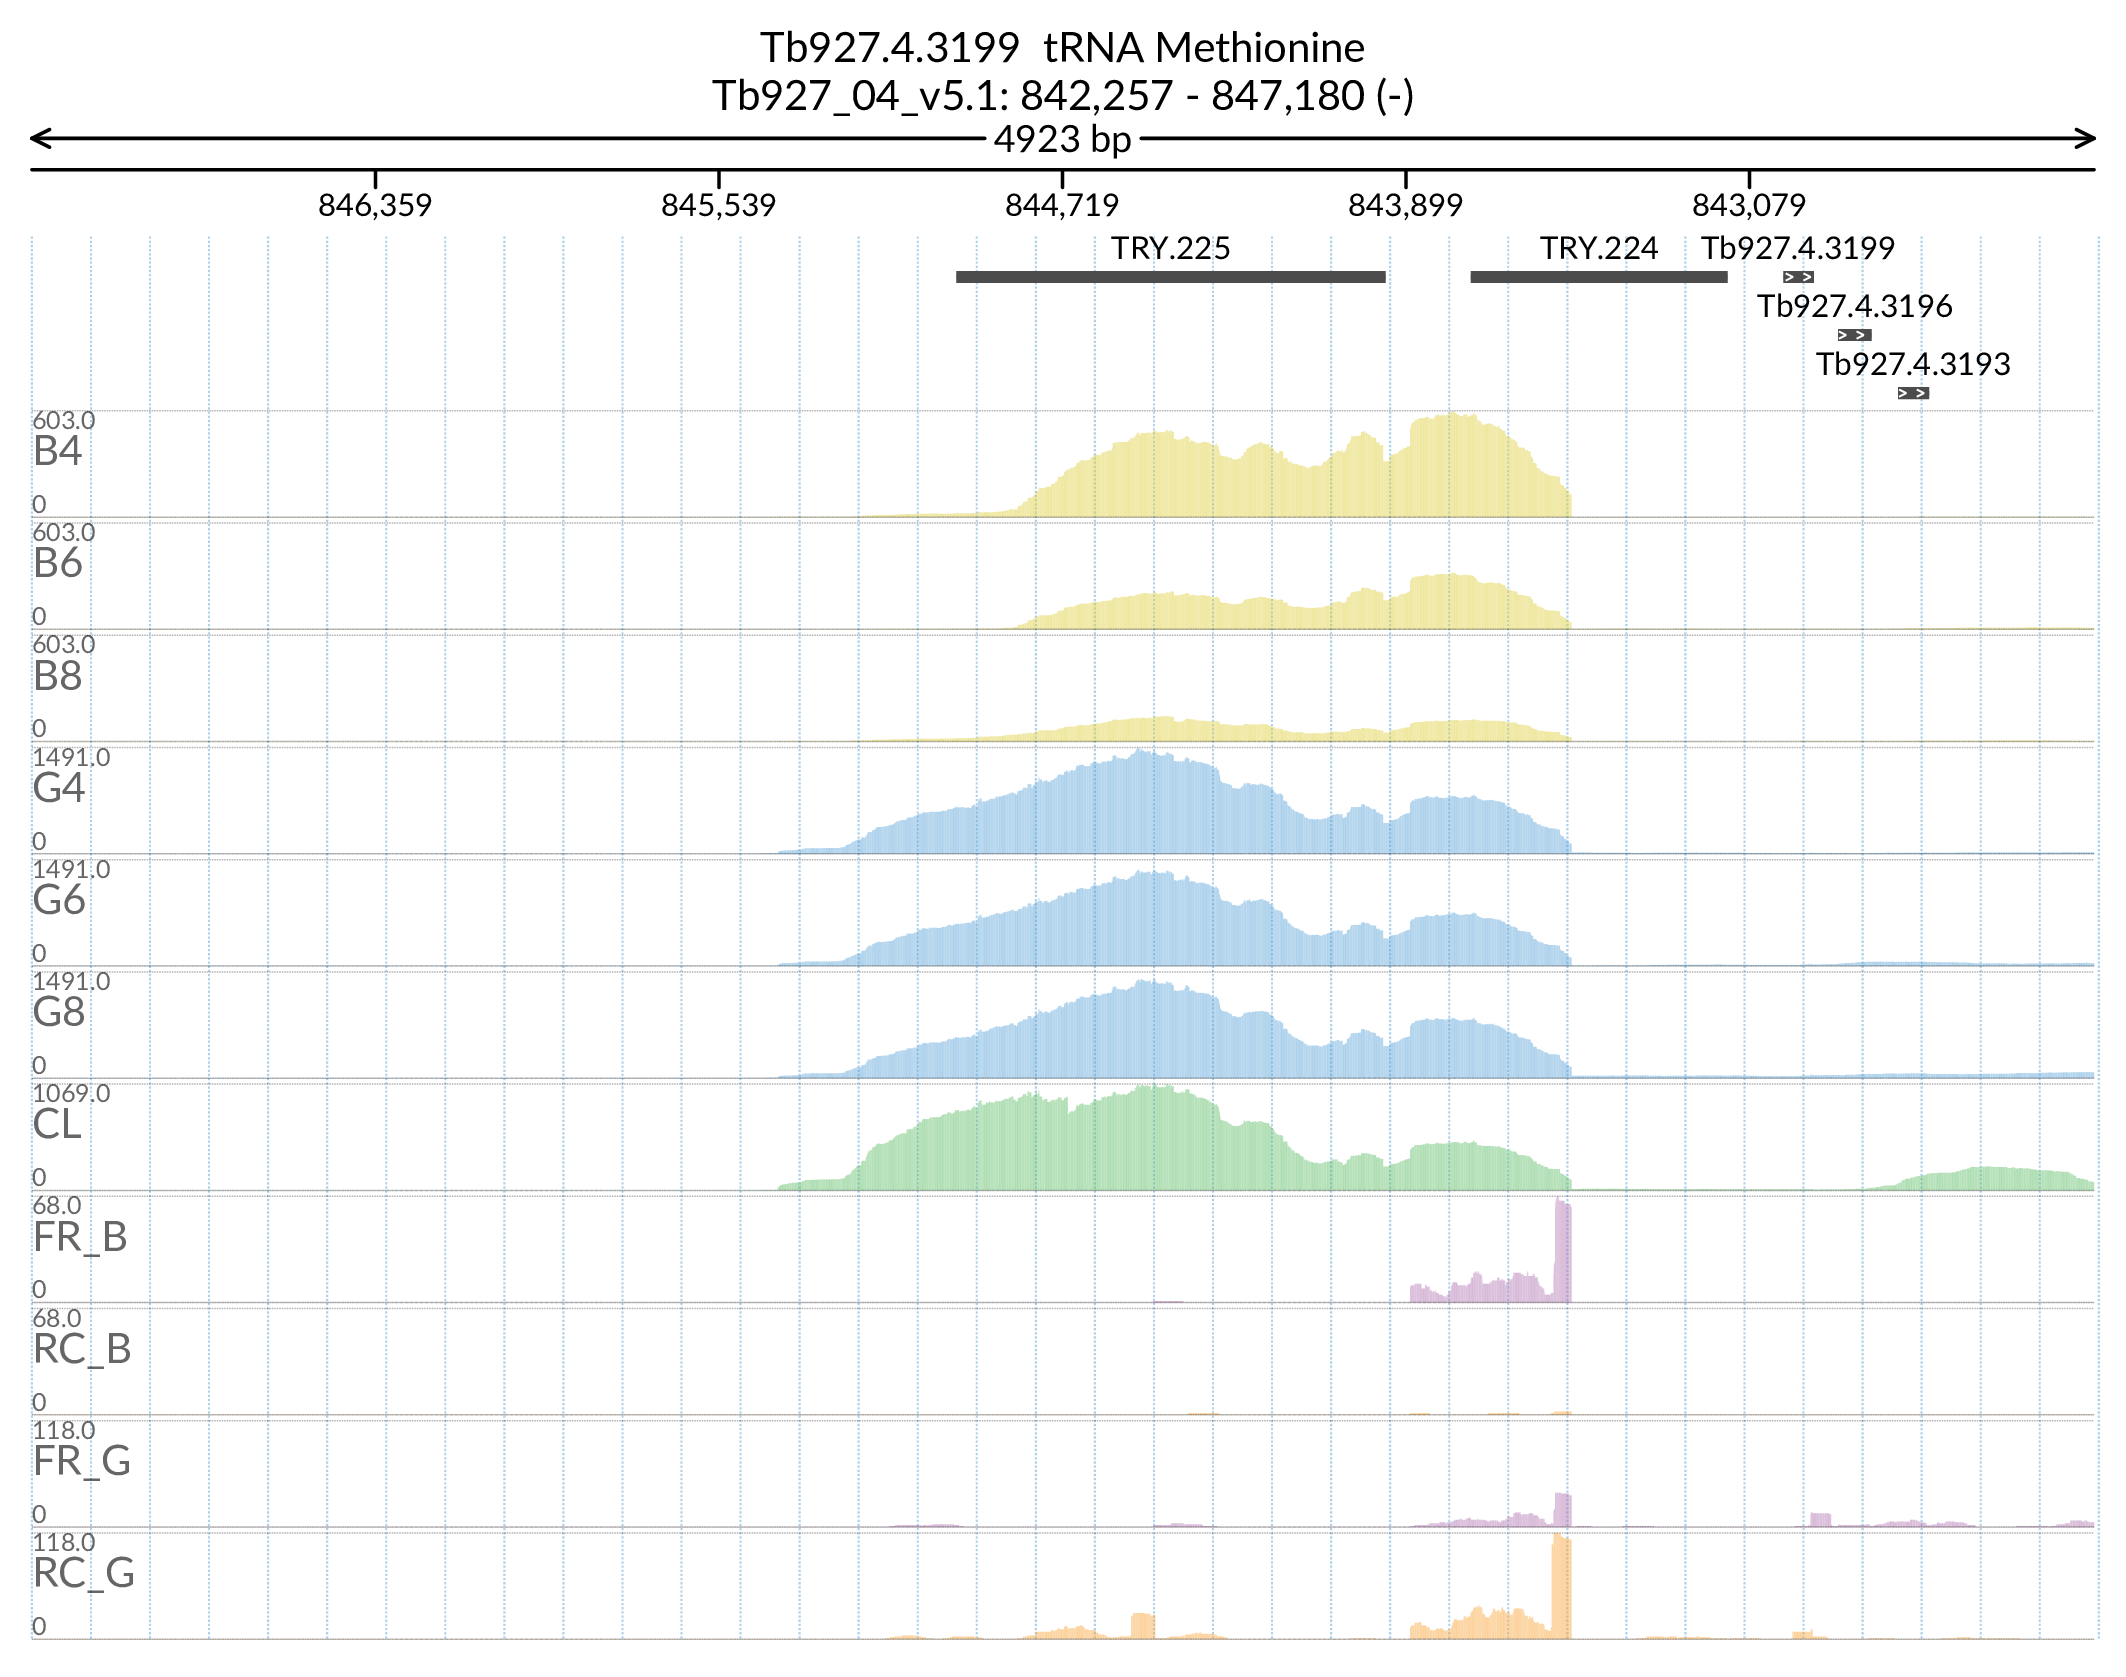 Tb927.4.3199 tRNA Methionine
Tb927_04_v5.1: 842,257 - 847,180 (-)
4923 bp
846,359 845,539 844,719 843,899 843,079
TRY.225 TRY.224 Tb927.4.3199
Tb927.4.3196
Tb927.4.3193
603.0
B4
0
603.0
B6
0
603.0
B8
0
1491.0
G4
0
1491.0
G6
0
1491.0
G8
0
1069.0
CL
0
68.0
FR_B
0
68.0
RC_B
0
118.0
FR_G
0
118.0
RC_G
0